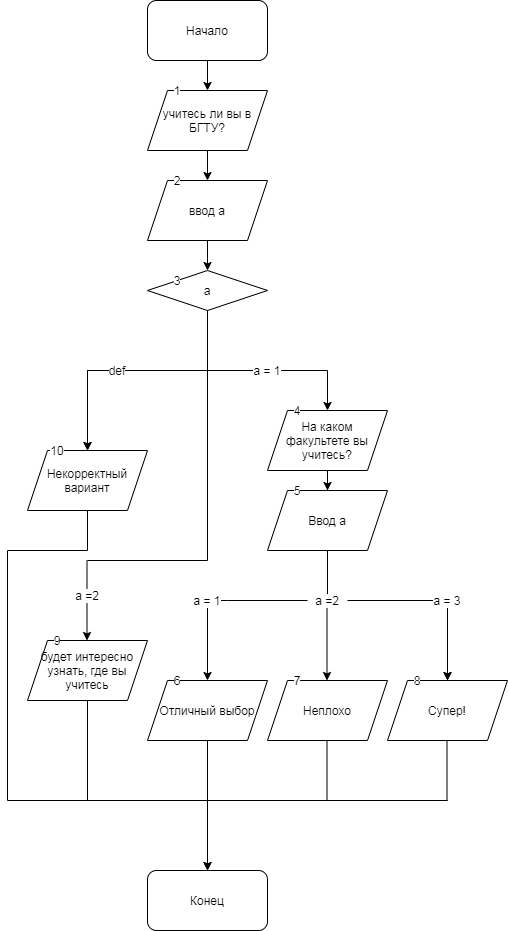 Начало
1
учитесь ли вы в
БГТУ?
2
ввод а
3
а
def
а = 1
4
На каком
факультете вы
учитесь?
10
Некорректный
вариант
5
Ввод а
а =2
а = 1
а =2
а = 3
9
будет интересно
узнать, где вы
учитесь
6
Отличный выбор
7
Неплохо
8
Супер!
Конец